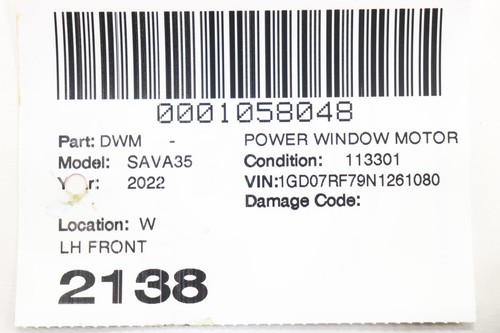 0001058048
Part: DWM - POWER WINDOW MOTOR
Model: SAVA35 Condition: 113301
Year: 2022 VIN:1GD07RF79N1261080
Damage Code:
Location: W
LH FRONT
2138